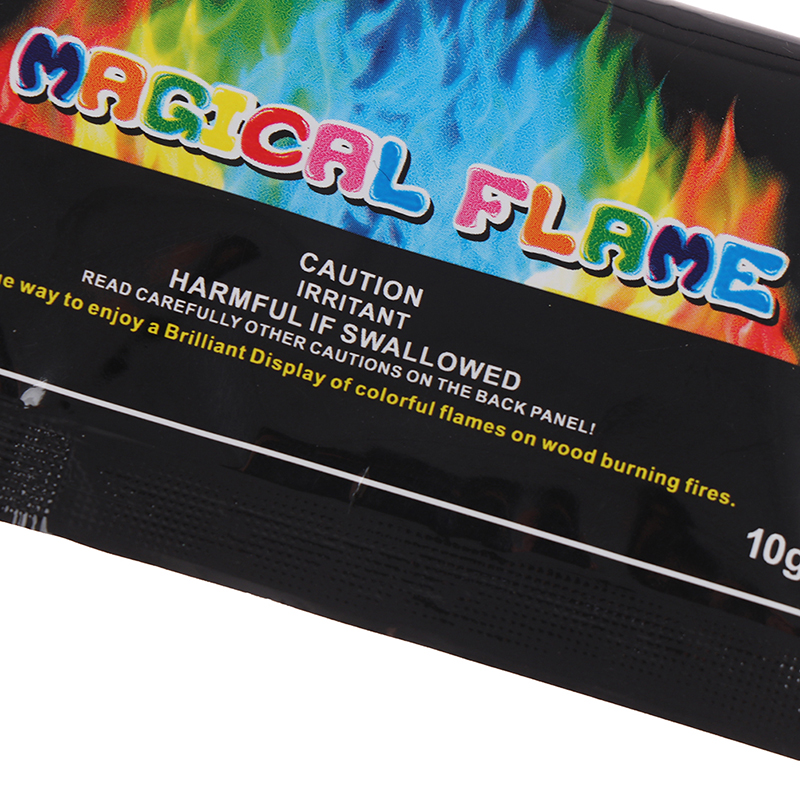 MAGICAL FLAME
CAUTION
IRRITANT
HARMFUL IF SWALLOWED
READ CAREFULLY OTHER CAUTIONS ON THE BACK PANEL!
way to enjoy a Brilliant Display of colorful flames on wood burning fires.
10g